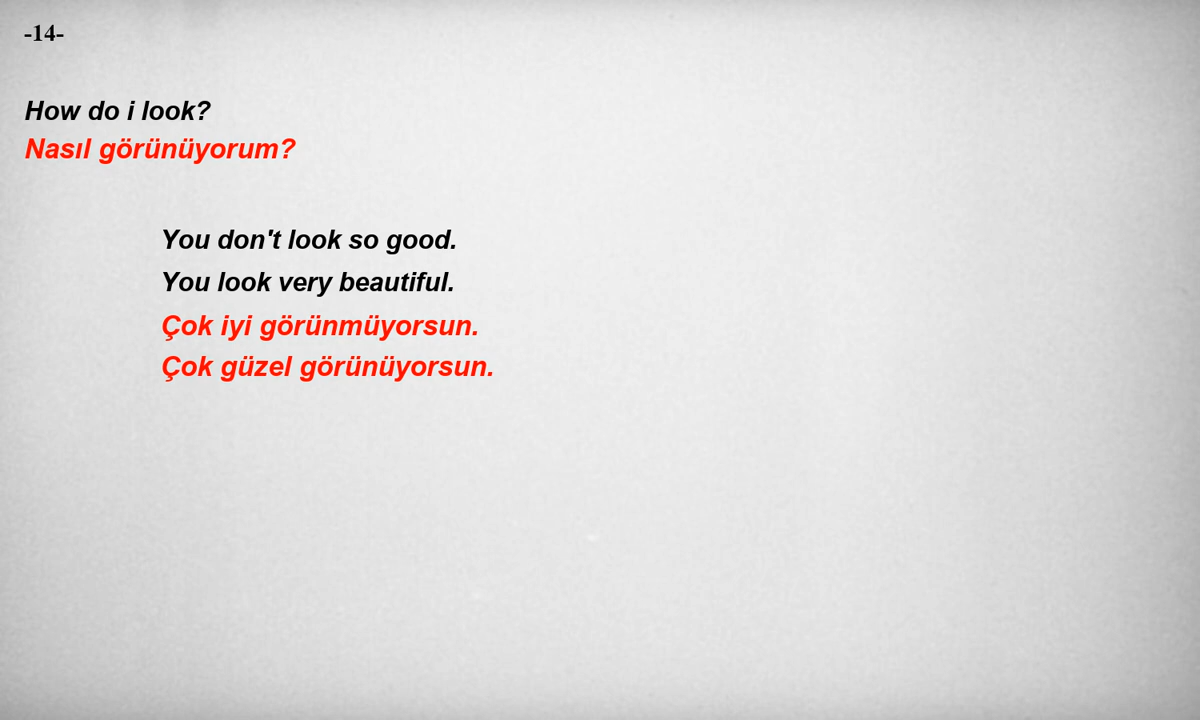 -14-
How do i look?
Nasıl görünüyorum?
You don't look so good.
You look very beautiful.
Çok iyi görünmüyorsun.
Çok güzel görünüyorsun.